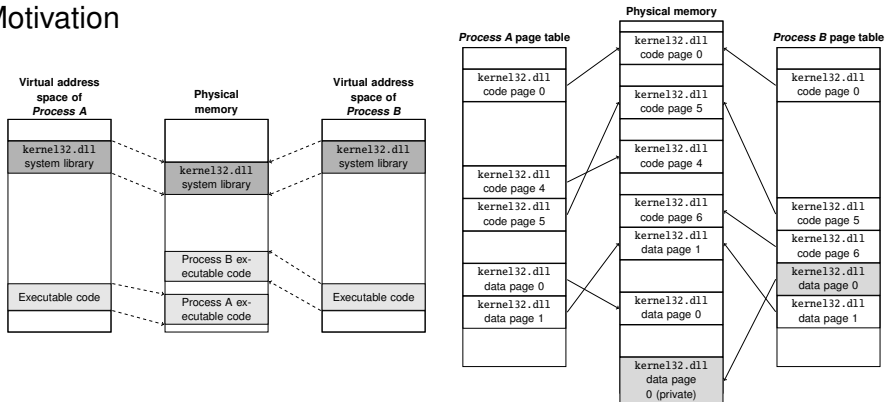 Motivation
Virtual address
space of
Process A
kernel32.dll
system library
Executable code
Physical
memory
kernel32.dll
system library
Process B ex-
ecutable code
Process A ex-
ecutable code
Virtual address
space of
Process B
kernel32.dll
system library
Executable code
Process A page table
kernel32.dll
code page 0
kernel32.dll
code page 4
kernel32.dll
code page 5
kernel32.dll
data page 0
kernel32.dll
data page 1
Physical memory
kernel32.dll
code page 0
kernel32.dll
code page 5
kernel32.dll
code page 4
kernel32.dll
code page 6
kernel32.dll
data page 1
kernel32.dll
data page 0
kernel32.dll
data page
0 (private)
Process B page table
kernel32.dll
code page 0
kernel32.dll
code page 5
kernel32.dll
code page 6
kernel32.dll
data page 0
kernel32.dll
data page 1